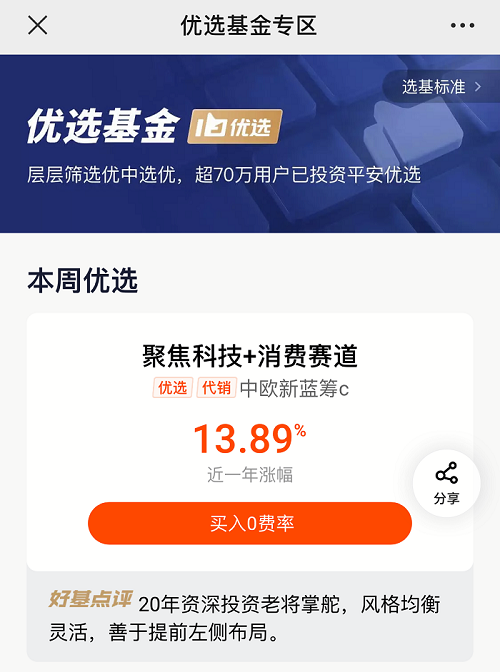 优选基金专区
选基标准
优选基金 优选
层层筛选优中选优，超70万用户已投资平安优选
本周优选
聚焦科技+消费赛道
优选 代销 中欧新蓝筹c
13.89%
近一年涨幅
分享
买入0费率
好基点评 20年资深投资老将掌舵，风格均衡
灵活，善于提前左侧布局。